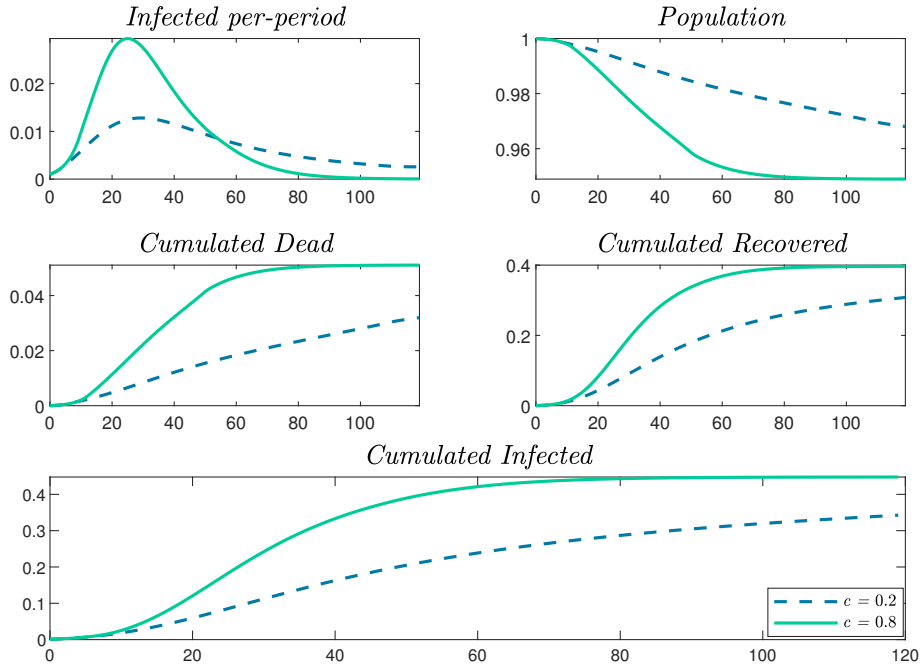 Infected per-period
Population
0.02
0.01
0
0 20 40 60 80 100
1
0.98
0.96
0 20 40 60 80 100
Cumulated Dead
Cumulated Recovered
0.04
0.02
0
0 20 40 60 80 100
0.4
0.2
0
0 20 40 60 80 100
Cumulated Infected
0.4
0.3
0.2
0.1
0
0 20 40 60 80 100 120
c = 0.2
c = 0.8